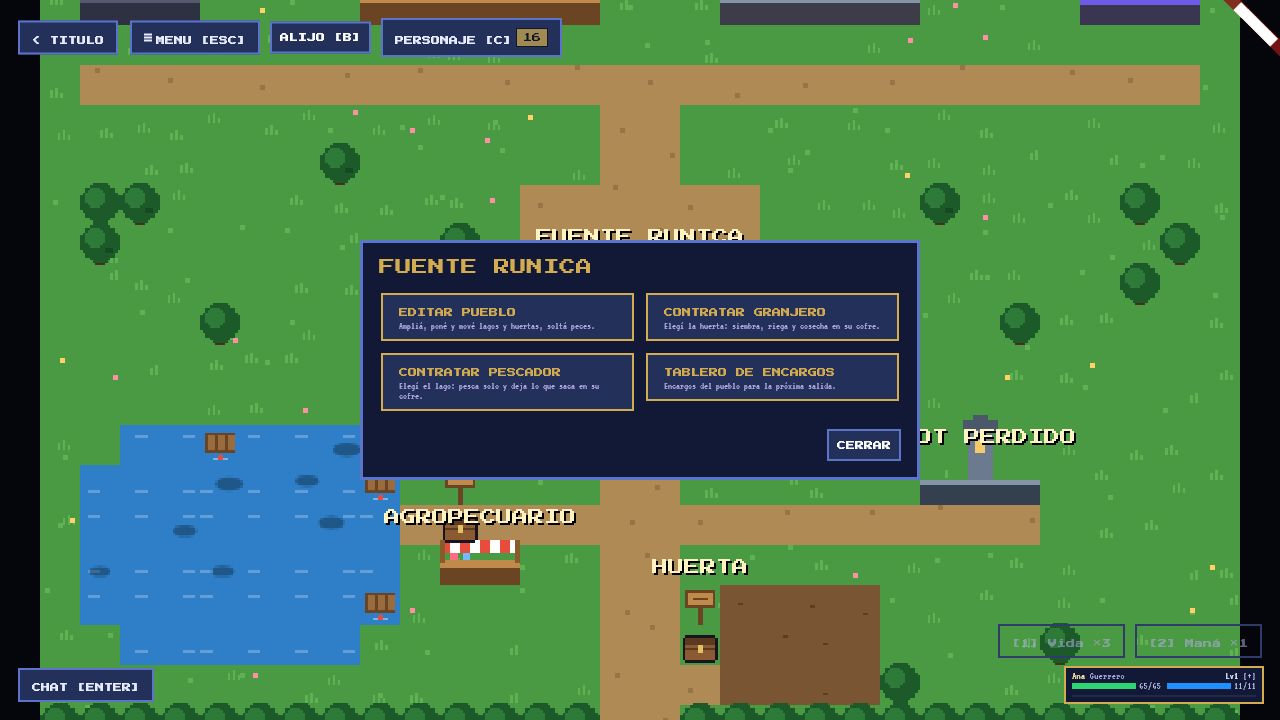 < TITULO
≡MENU [ESC]
ALIJO [B]
PERSONAJE [C] 16
FUENTE RUNICA
FUENTE RUNICA
EDITAR PUEBLO
Ampliá, poné y mové lagos y huertas, soltá peces.
CONTRATAR GRANJERO
Elegí la huerta: siembra, riega y cosecha en su cofre.
CONTRATAR PESCADOR
Elegí el lago: pesca solo y deja lo que saca en su
cofre.
TABLERO DE ENCARGOS
Encargos del pueblo para la próxima salida.
CERRAR
OT PERDIDO
AGROPECUARIO
HUERTA
[1] Vida ×3
[2] Maná ×1
Ana Guerrero
Lv1 [+]
65/65
11/11
CHAT [ENTER]